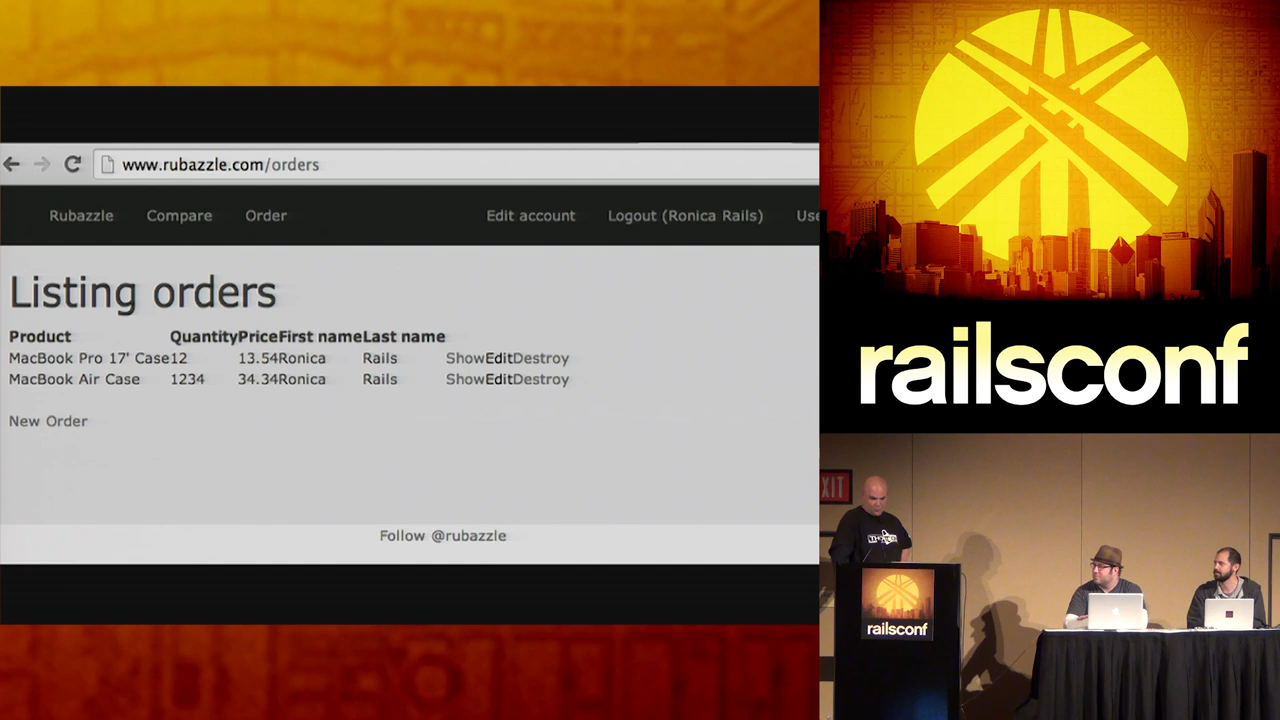 www.rubazzle.com/orders
Rubazzle Compare Order Edit account Logout (Ronica Rails) Use
Listing orders
Product Quantity Price First name Last name
MacBook Pro 17' Case 12 13.54 Ronica Rails Show Edit Destroy
MacBook Air Case 1234 34.34 Ronica Rails Show Edit Destroy
New Order
Follow @rubazzle
railsconf
EXIT
railsconf